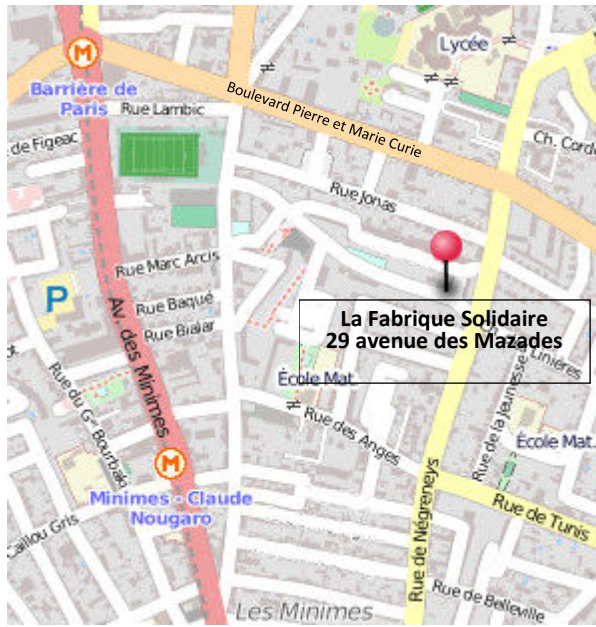 Lycée
M
Barrière de
Paris
Boulevard Pierre et Marie Curie
Rue Lambic
de Figeac
Ch. Cord
Rue Jonas
Rue Marc Arcis
P
Rue Baqué
La Fabrique Solidaire
29 avenue des Mazades
Rue Bialar
Av. des Minimes
Linières
École Mat.
Rue du Gal Bourbaki
Rue des Anges
Rue de la Jeunesse
École Mat.
M
Minimes - Claude
Nougaro
Rue de Tunis
Caillou Gris
Rue de Négreneys
Rue de Belleville
Les Minimes